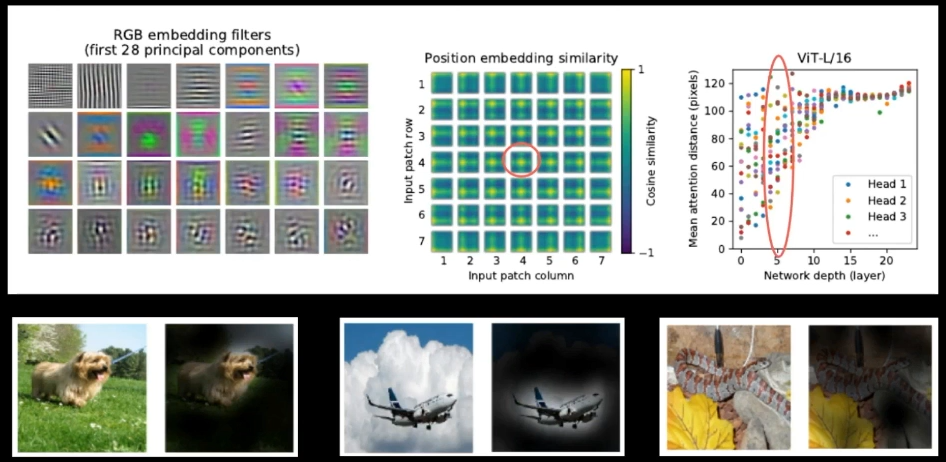 RGB embedding filters
(first 28 principal components)
Position embedding similarity
1
2
3
4
5
6
7
Input patch row
1 2 3 4 5 6 7
Input patch column
1
−1
Cosine similarity
ViT-L/16
120
100
80
60
40
20
0
Mean attention distance (pixels)
Head 1
Head 2
Head 3
...
0 5 10 15 20
Network depth (layer)